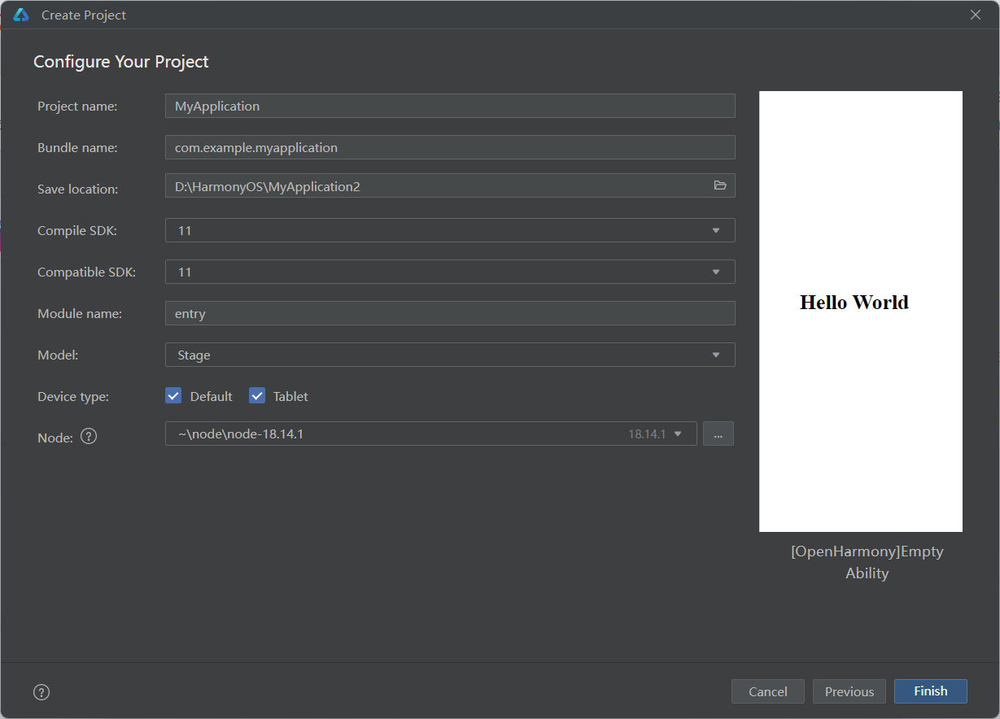 Create Project
Configure Your Project
Project name: MyApplication
Bundle name: com.example.myapplication
Save location: D:\HarmonyOS\MyApplication2
Compile SDK: 11
Compatible SDK: 11
Module name: entry
Model: Stage
Device type: Default Tablet
Node: ? ~\node\node-18.14.1 18.14.1 ...
Hello World
[OpenHarmony]Empty
Ability
? Cancel Previous Finish